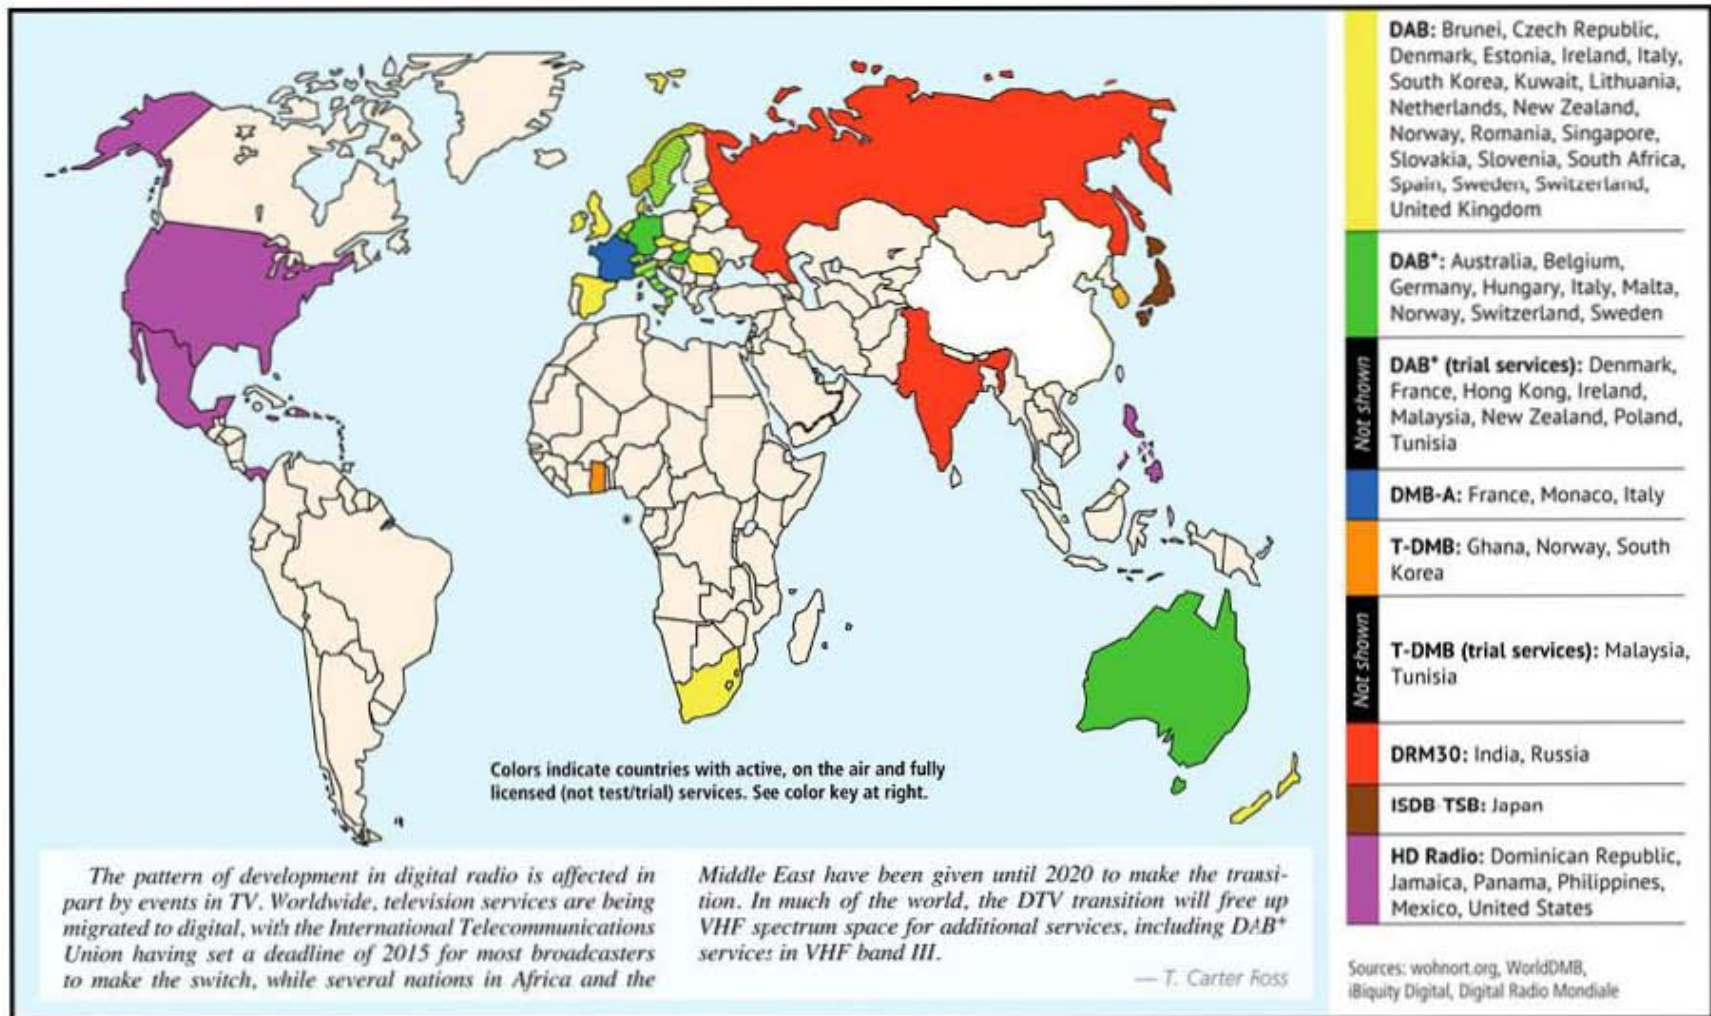 Colors indicate countries with active, on the air and fully
licensed (not test/trial) services. See color key at right.
The pattern of development in digital radio is affected in
part by events in TV. Worldwide, television services are being
migrated to digital, with the International Telecommunications
Union having set a deadline of 2015 for most broadcasters
to make the switch, while several nations in Africa and the
Middle East have been given until 2020 to make the transi-
tion. In much of the world, the DTV transition will free up
VHF spectrum space for additional services, including DAB+
services in VHF band III.
— T. Carter Ross
DAB: Brunei, Czech Republic,
Denmark, Estonia, Ireland, Italy,
South Korea, Kuwait, Lithuania,
Netherlands, New Zealand,
Norway, Romania, Singapore,
Slovakia, Slovenia, South Africa,
Spain, Sweden, Switzerland,
United Kingdom
DAB+: Australia, Belgium,
Germany, Hungary, Italy, Malta,
Norway, Switzerland, Sweden
Not shown
DAB+ (trial services): Denmark,
France, Hong Kong, Ireland,
Malaysia, New Zealand, Poland,
Tunisia
DMB-A: France, Monaco, Italy
T-DMB: Ghana, Norway, South
Korea
Not shown
T-DMB (trial services): Malaysia,
Tunisia
DRM30: India, Russia
ISDB-TSB: Japan
HD Radio: Dominican Republic,
Jamaica, Panama, Philippines,
Mexico, United States
Sources: wohnort.org, WorldDMB,
iBiquity Digital, Digital Radio Mondiale